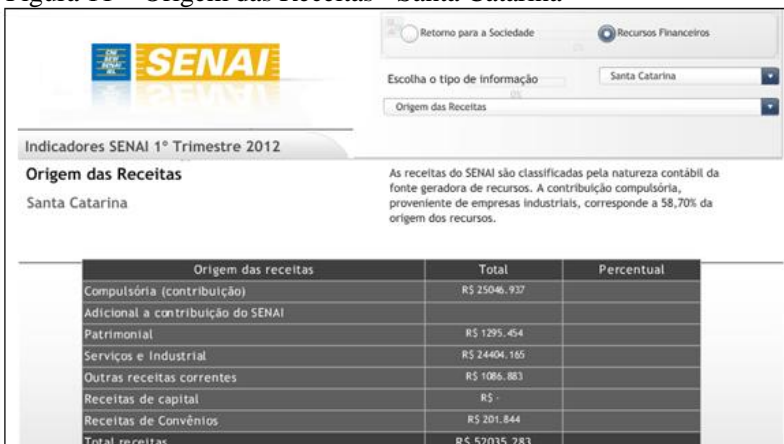 Figura 11 - Origem das Receitas - Santa Catarina
Retorno para a Sociedade
Recursos Financeiros
SENAI
Escolha o tipo de informação
Santa Catarina
0%
Origem das Receitas
Indicadores SENAI 1º Trimestre 2012
Origem das Receitas
Santa Catarina
As receitas do SENAI são classificadas pela natureza contábil da
fonte geradora de recursos. A contribuição compulsória,
proveniente de empresas industriais, corresponde a 58,70% da
origem dos recursos.
Origem das receitas Total Percentual
Compulsória (contribuição) R$ 25046.937
Adicional a contribuição do SENAI
Patrimonial R$ 1295.454
Serviços e Industrial R$ 24404.165
Outras receitas correntes R$ 1086.883
Receitas de capital R$ -
Receitas de Convênios R$ 201.844
Total receitas R$ 52035.283